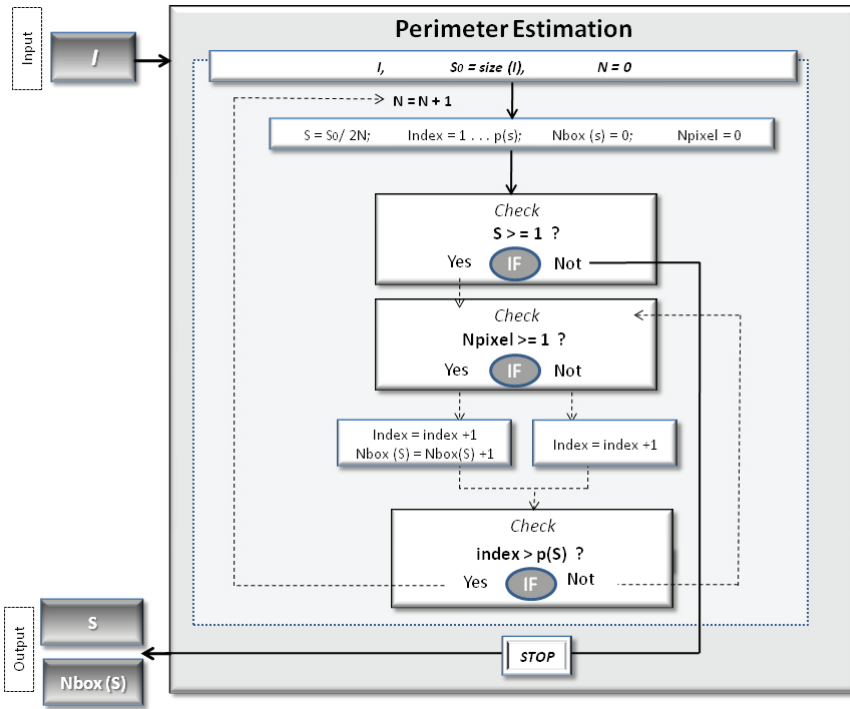 Perimeter Estimation
Input
I
I, S0 = size (I), N = 0
N = N + 1
S = S0/ 2N; Index = 1 . . . p(s); Nbox (s) = 0; Npixel = 0
Check
S > = 1 ?
Yes IF Not
Check
Npixel >= 1 ?
Yes IF Not
Index = index +1
Nbox (S) = Nbox(S) +1
Index = index +1
Check
index > p(S) ?
Yes IF Not
Output
S
Nbox (S)
STOP